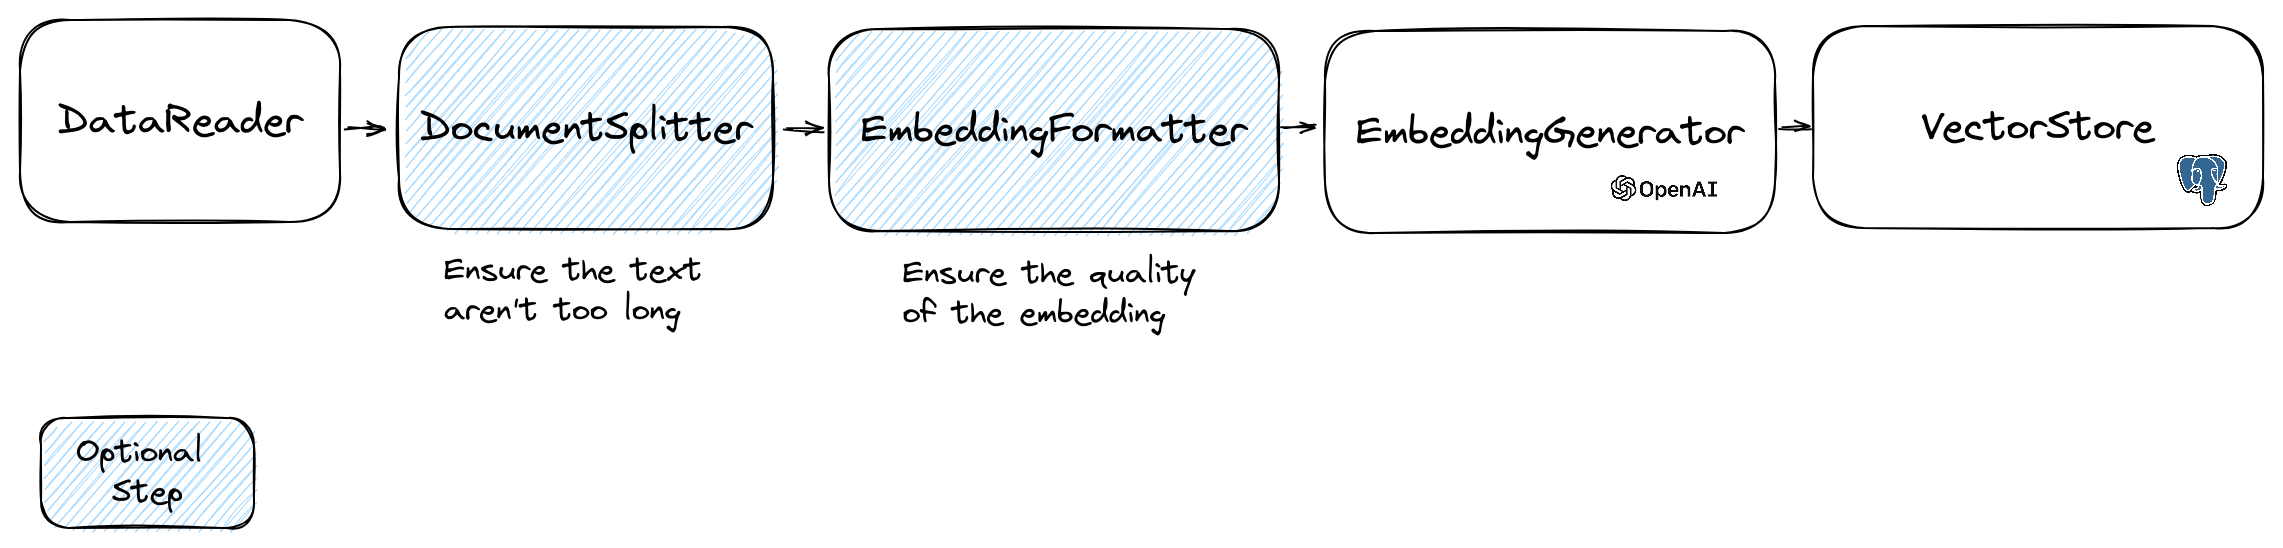 DataReader
DocumentSplitter
EmbeddingFormatter
EmbeddingGenerator
OpenAI
VectorStore
Ensure the text
aren't too long
Ensure the quality
of the embedding
Optional
Step